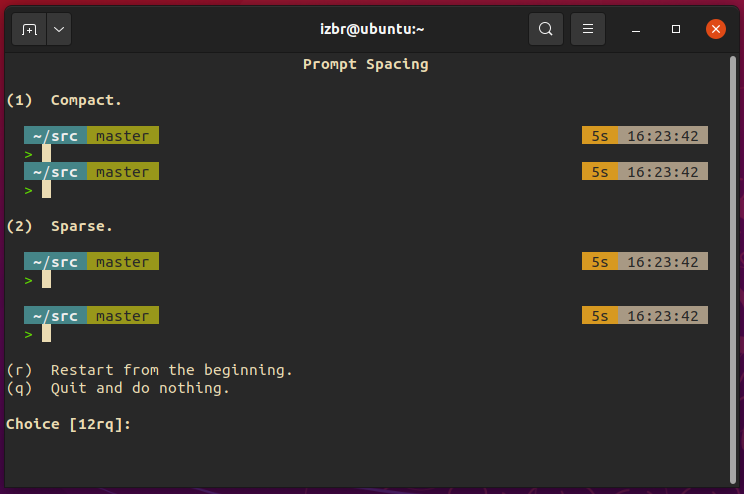 izbr@ubuntu:~
Prompt Spacing
(1) Compact.
~/src master 5s 16:23:42
>
~/src master 5s 16:23:42
>
(2) Sparse.
~/src master 5s 16:23:42
>
~/src master 5s 16:23:42
>
(r) Restart from the beginning.
(q) Quit and do nothing.
Choice [12rq]: